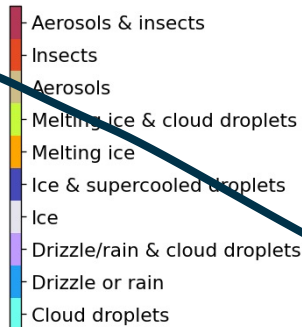 Aerosols & insects
Insects
Aerosols
Melting ice & cloud droplets
Melting ice
Ice & supercooled droplets
Ice
Drizzle/rain & cloud droplets
Drizzle or rain
Cloud droplets